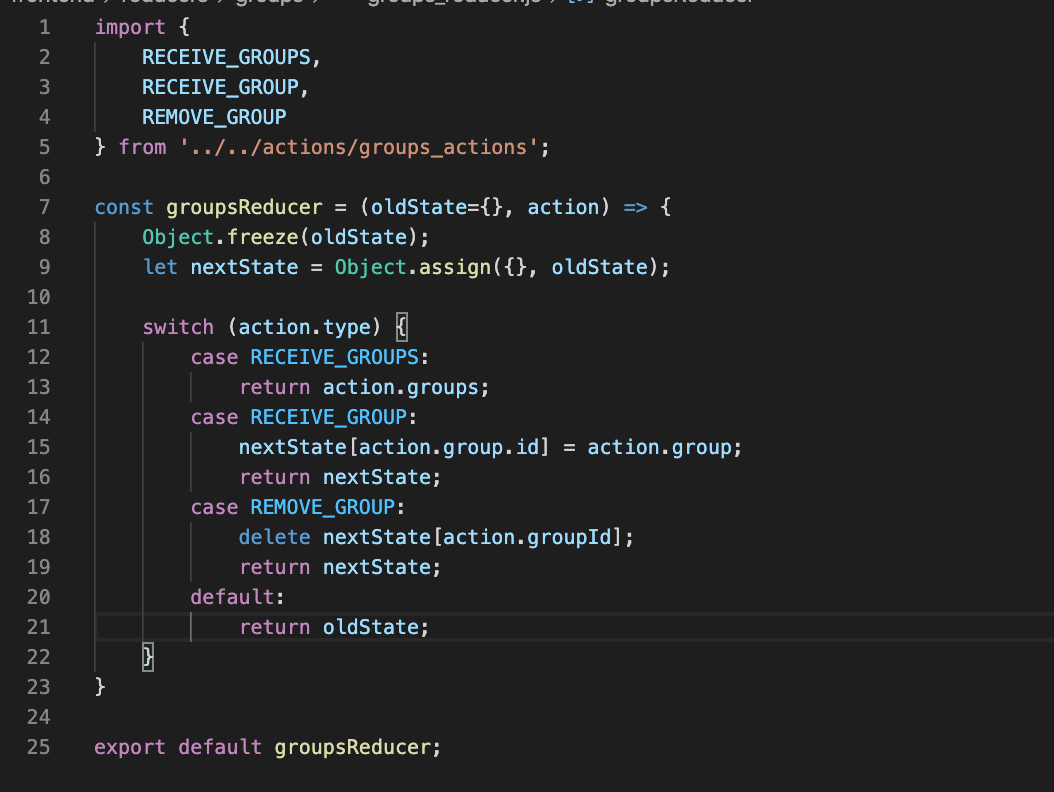 frontend > reducers > groups > groups_reducer.js > groupsReducer
1 import {
2     RECEIVE_GROUPS,
3     RECEIVE_GROUP,
4     REMOVE_GROUP
5 } from '../../actions/groups_actions';
6
7 const groupsReducer = (oldState={}, action) => {
8     Object.freeze(oldState);
9     let nextState = Object.assign({}, oldState);
10
11     switch (action.type) {
12         case RECEIVE_GROUPS:
13             return action.groups;
14         case RECEIVE_GROUP:
15             nextState[action.group.id] = action.group;
16             return nextState;
17         case REMOVE_GROUP:
18             delete nextState[action.groupId];
19             return nextState;
20         default:
21             return oldState;
22     }
23 }
24
25 export default groupsReducer;